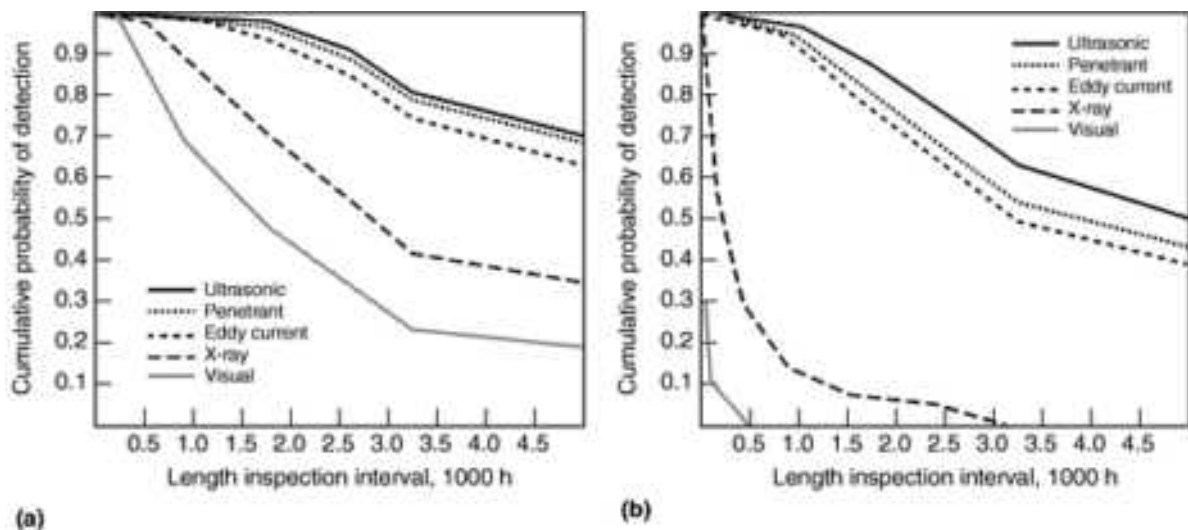 Cumulative probability of detection
0.9
0.8
0.7
0.6
0.5
0.4
0.3
0.2
0.1
Ultrasonic
Penetrant
Eddy current
X-ray
Visual
0.5 1.0 1.5 2.0 2.5 3.0 3.5 4.0 4.5
Length inspection interval, 1000 h
(a)
Cumulative probability of detection
0.9
0.8
0.7
0.6
0.5
0.4
0.3
0.2
0.1
Ultrasonic
Penetrant
Eddy current
X-ray
Visual
0.5 1.0 1.5 2.0 2.5 3.0 3.5 4.0 4.5
Length inspection interval, 1000 h
(b)